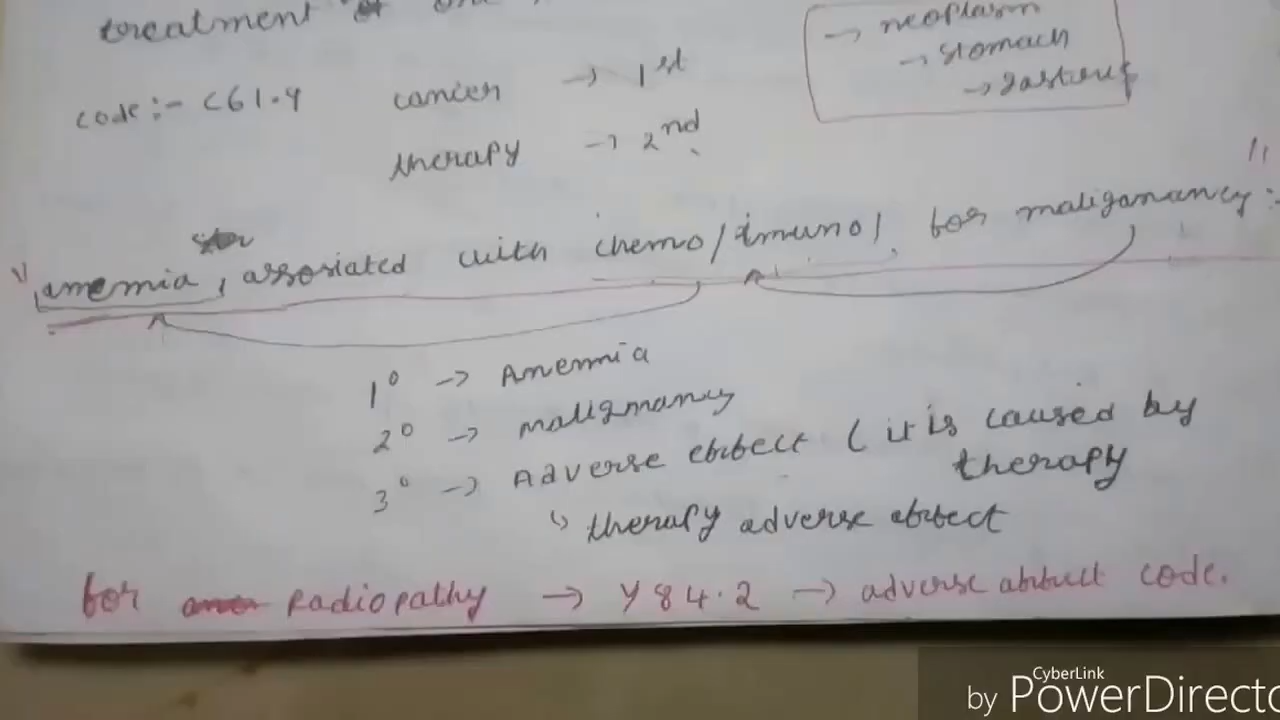 treatment of
→ neoplasm
→ stomach
code:- C61.9 cancer → 1st
therapy → 2nd
"anemia, associated with chemo/imuno/ for maliganancy:"
1° → Anemia
2° → malignancy
3° → Adverse effect (it is caused by
therapy
↳ therapy adverse effect
for Radiopathy → Y84.2 → adverse effect code.
CyberLink
by PowerDirecto